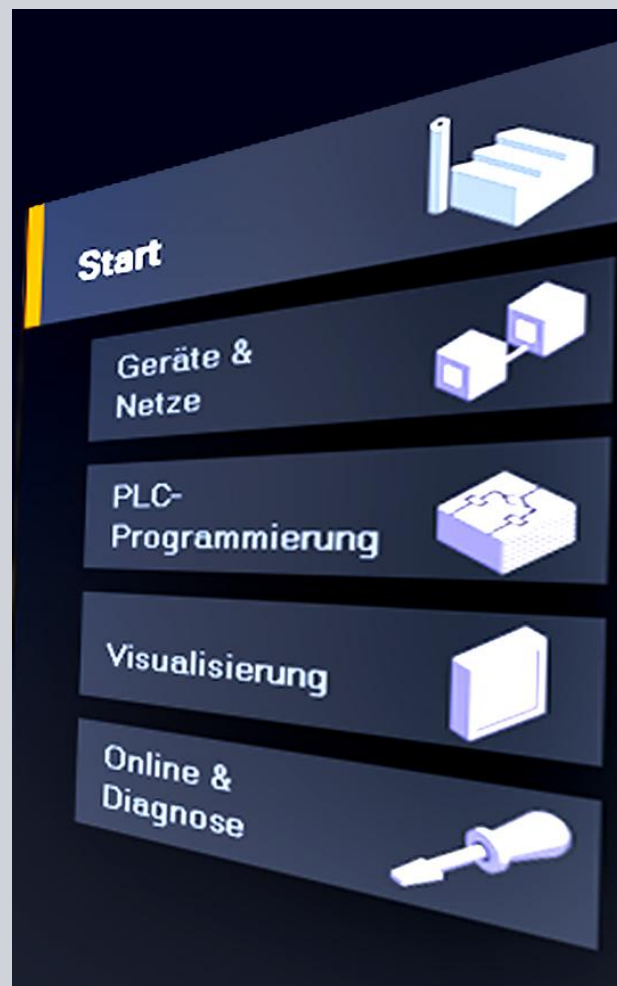 Start
Geräte &
Netze
PLC-
Programmierung
Visualisierung
Online &
Diagnose